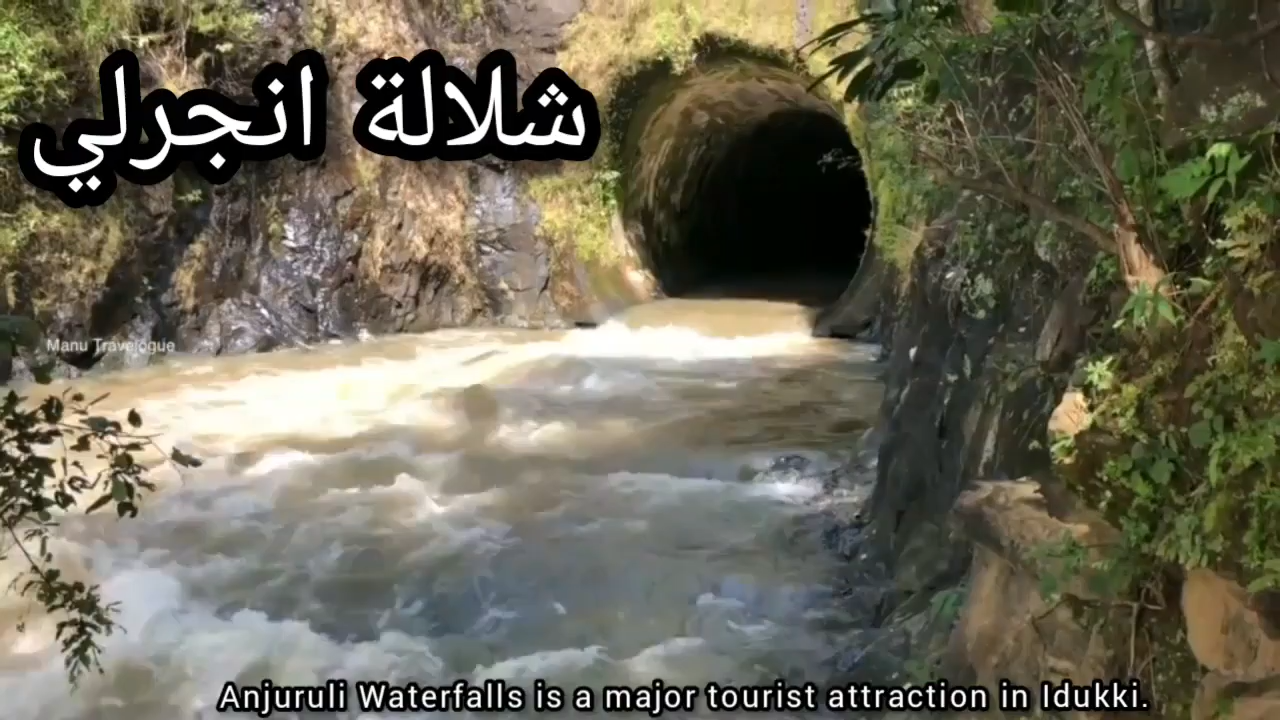 شلالة انجرلي
Manu Travelogue
Anjuruli Waterfalls is a major tourist attraction in Idukki.